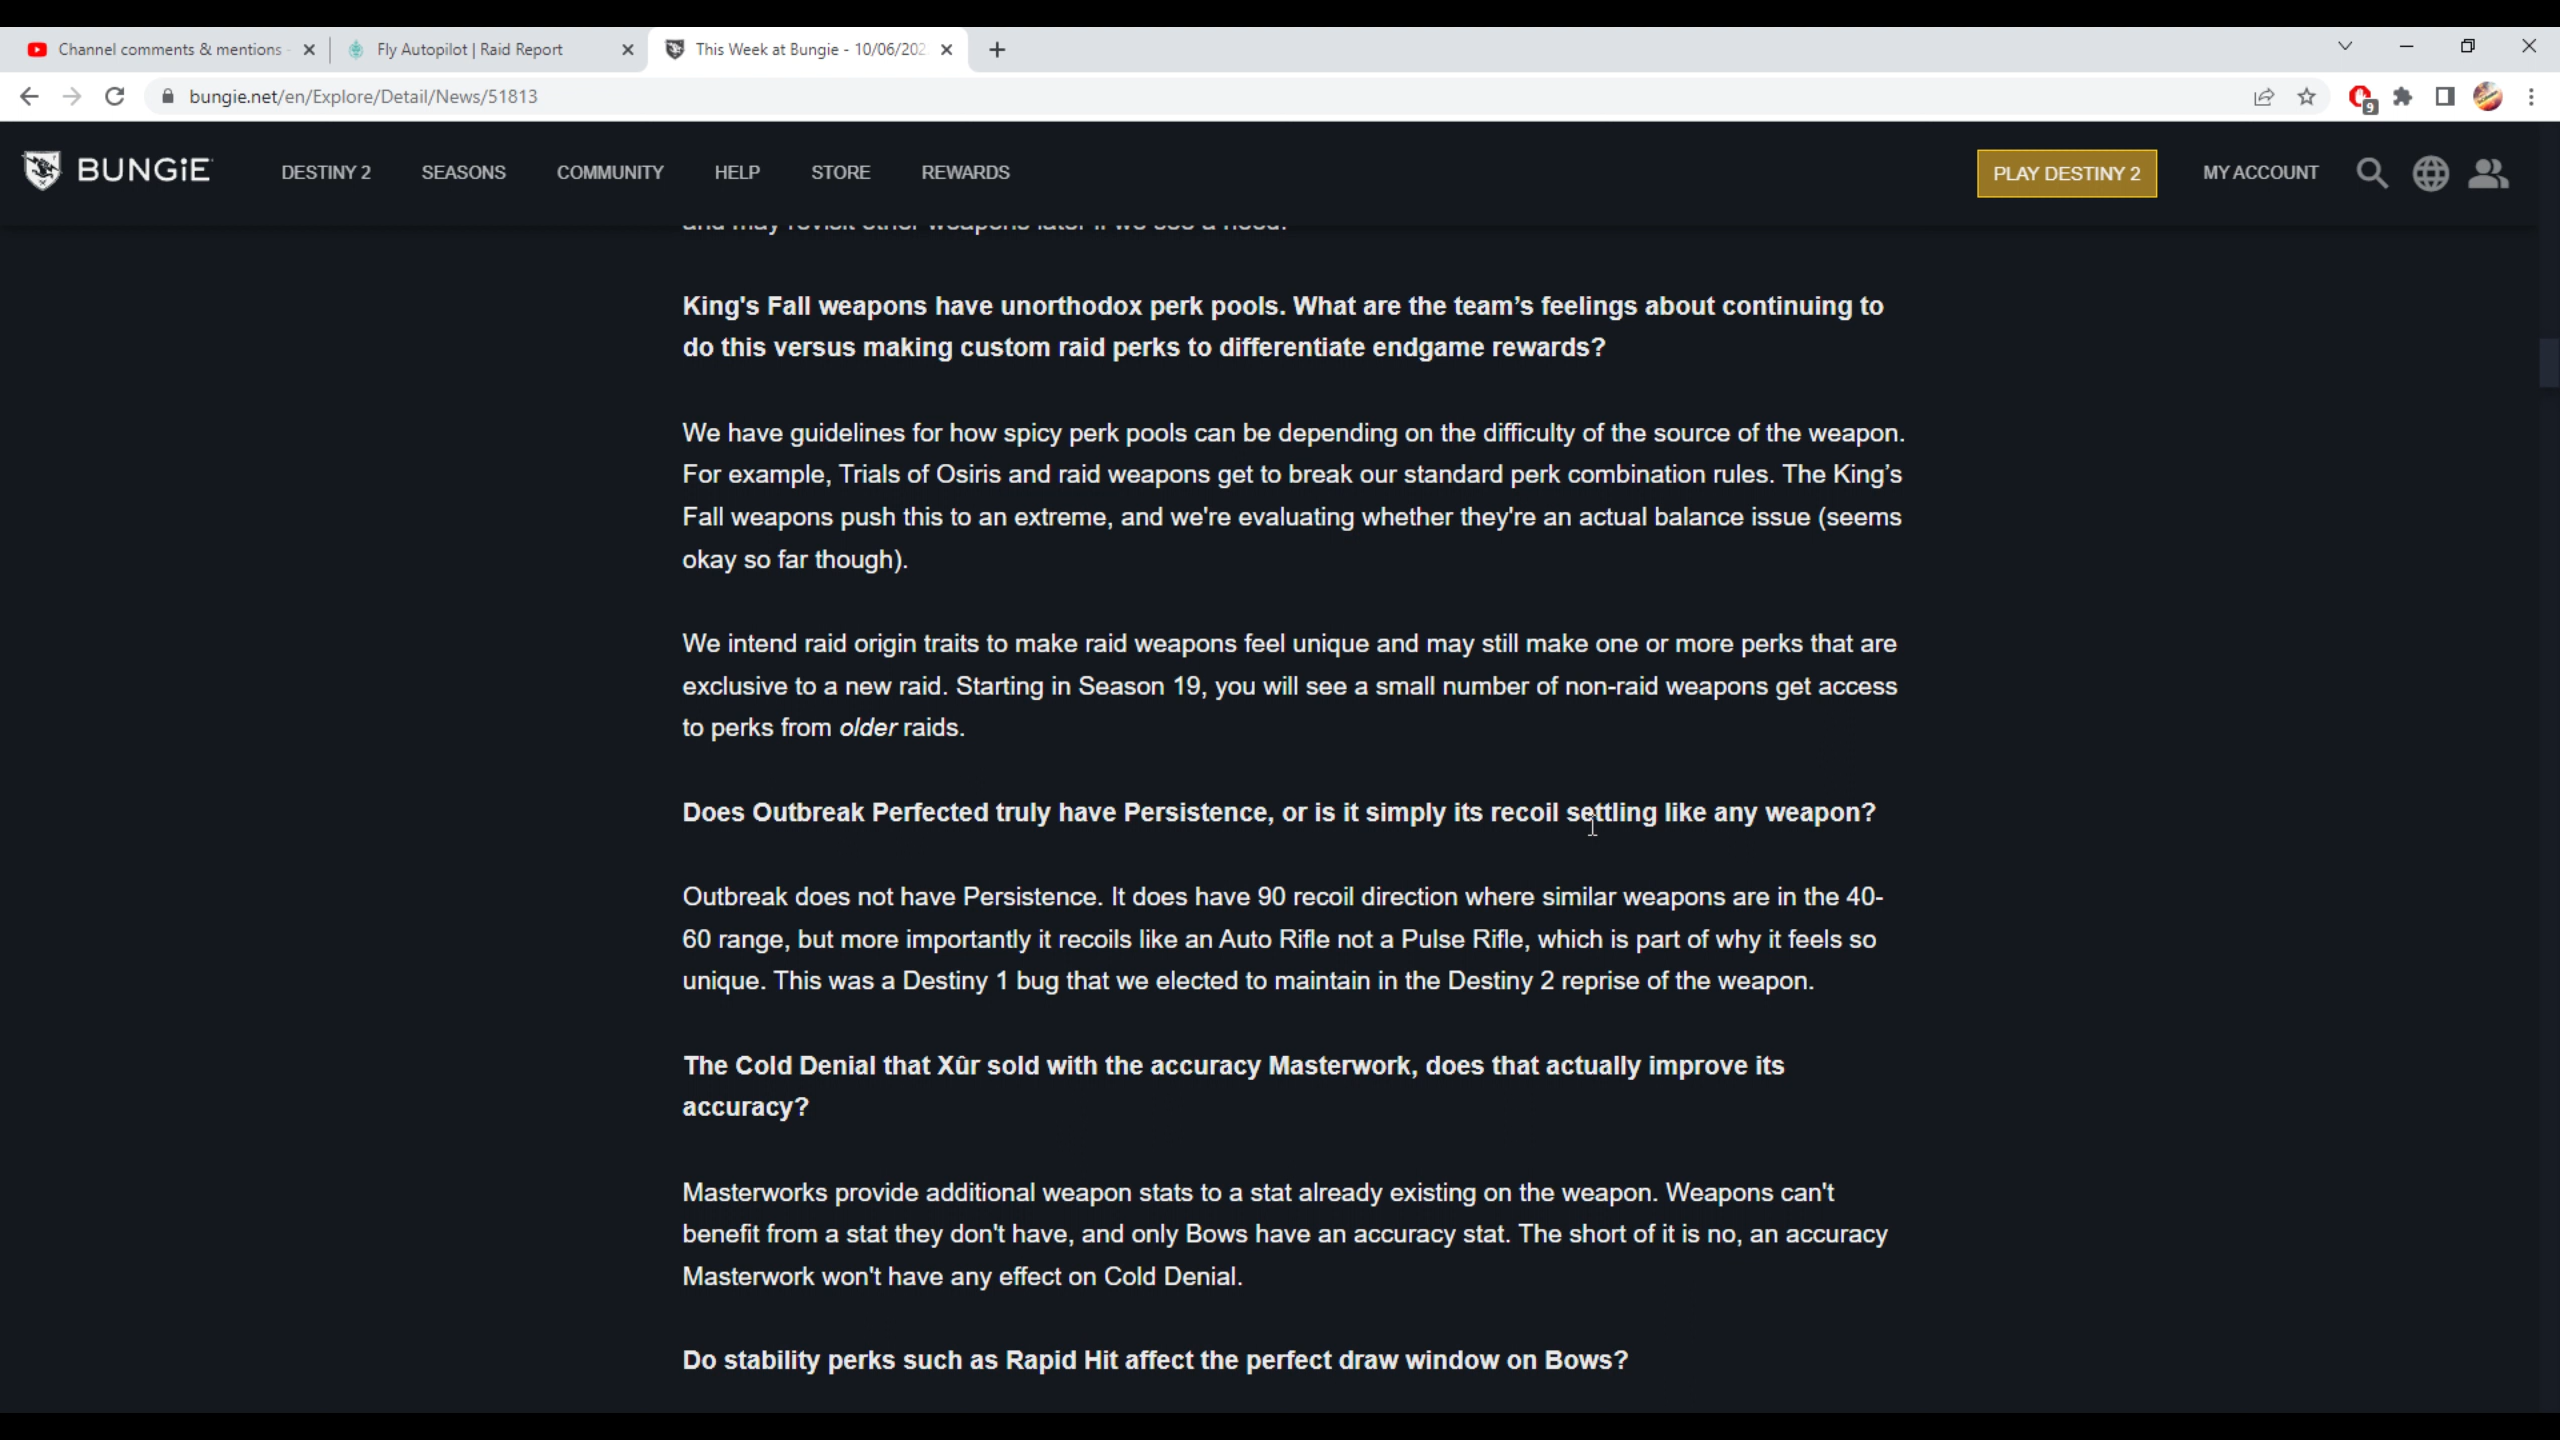 Channel comments & mentions
Fly Autopilot | Raid Report
This Week at Bungie - 10/06/202
bungie.net/en/Explore/Detail/News/51813
9
BUNGiE
DESTINY 2
SEASONS
COMMUNITY
HELP
STORE
REWARDS
PLAY DESTINY 2
MY ACCOUNT
and may revisit other weapons later if we see a need.
King's Fall weapons have unorthodox perk pools. What are the team’s feelings about continuing to
do this versus making custom raid perks to differentiate endgame rewards?
We have guidelines for how spicy perk pools can be depending on the difficulty of the source of the weapon.
For example, Trials of Osiris and raid weapons get to break our standard perk combination rules. The King’s
Fall weapons push this to an extreme, and we're evaluating whether they're an actual balance issue (seems
okay so far though).
We intend raid origin traits to make raid weapons feel unique and may still make one or more perks that are
exclusive to a new raid. Starting in Season 19, you will see a small number of non-raid weapons get access
to perks from older raids.
Does Outbreak Perfected truly have Persistence, or is it simply its recoil settling like any weapon?
Outbreak does not have Persistence. It does have 90 recoil direction where similar weapons are in the 40-
60 range, but more importantly it recoils like an Auto Rifle not a Pulse Rifle, which is part of why it feels so
unique. This was a Destiny 1 bug that we elected to maintain in the Destiny 2 reprise of the weapon.
The Cold Denial that Xûr sold with the accuracy Masterwork, does that actually improve its
accuracy?
Masterworks provide additional weapon stats to a stat already existing on the weapon. Weapons can't
benefit from a stat they don't have, and only Bows have an accuracy stat. The short of it is no, an accuracy
Masterwork won't have any effect on Cold Denial.
Do stability perks such as Rapid Hit affect the perfect draw window on Bows?